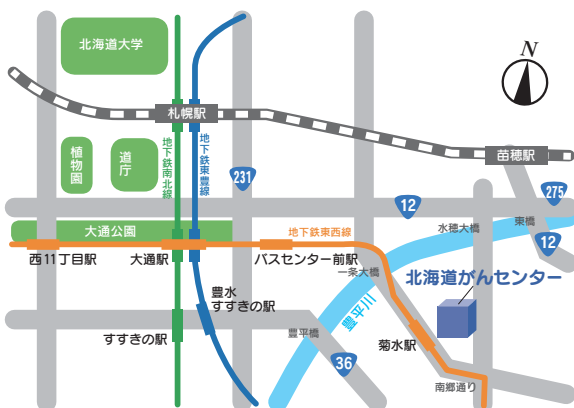 北海道大学
N
札幌駅
苗穂駅
植物園
道庁
地下鉄南北線
地下鉄東豊線
231
275
12
大通公園
地下鉄東西線
水穂大橋
東橋
12
西11丁目駅
大通駅
バスセンター前駅
一条大橋
北海道がんセンター
豊水
すすきの駅
豊平川
すすきの駅
豊平橋
菊水駅
36
南郷通り